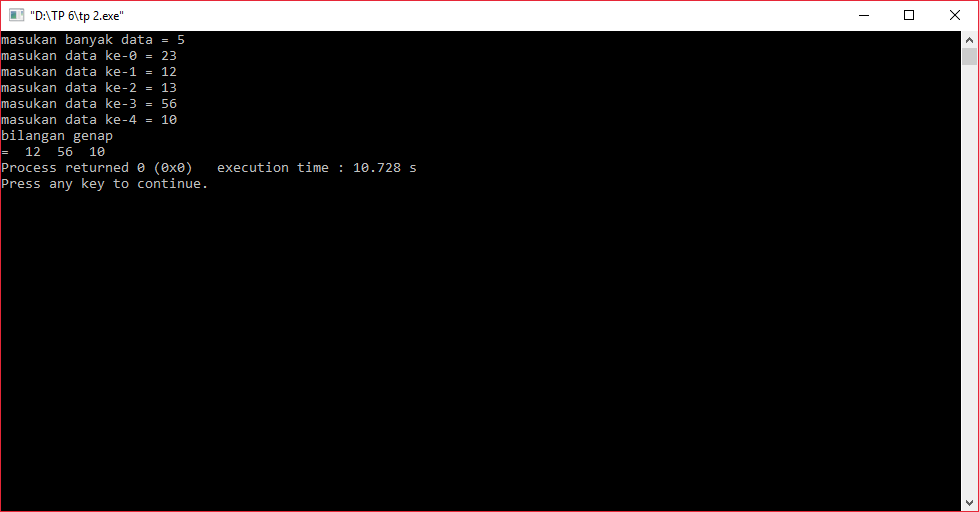 "D:\TP 6\tp 2.exe"
masukan banyak data = 5
masukan data ke-0 = 23
masukan data ke-1 = 12
masukan data ke-2 = 13
masukan data ke-3 = 56
masukan data ke-4 = 10
bilangan genap
=  12  56  10
Process returned 0 (0x0)   execution time : 10.728 s
Press any key to continue.